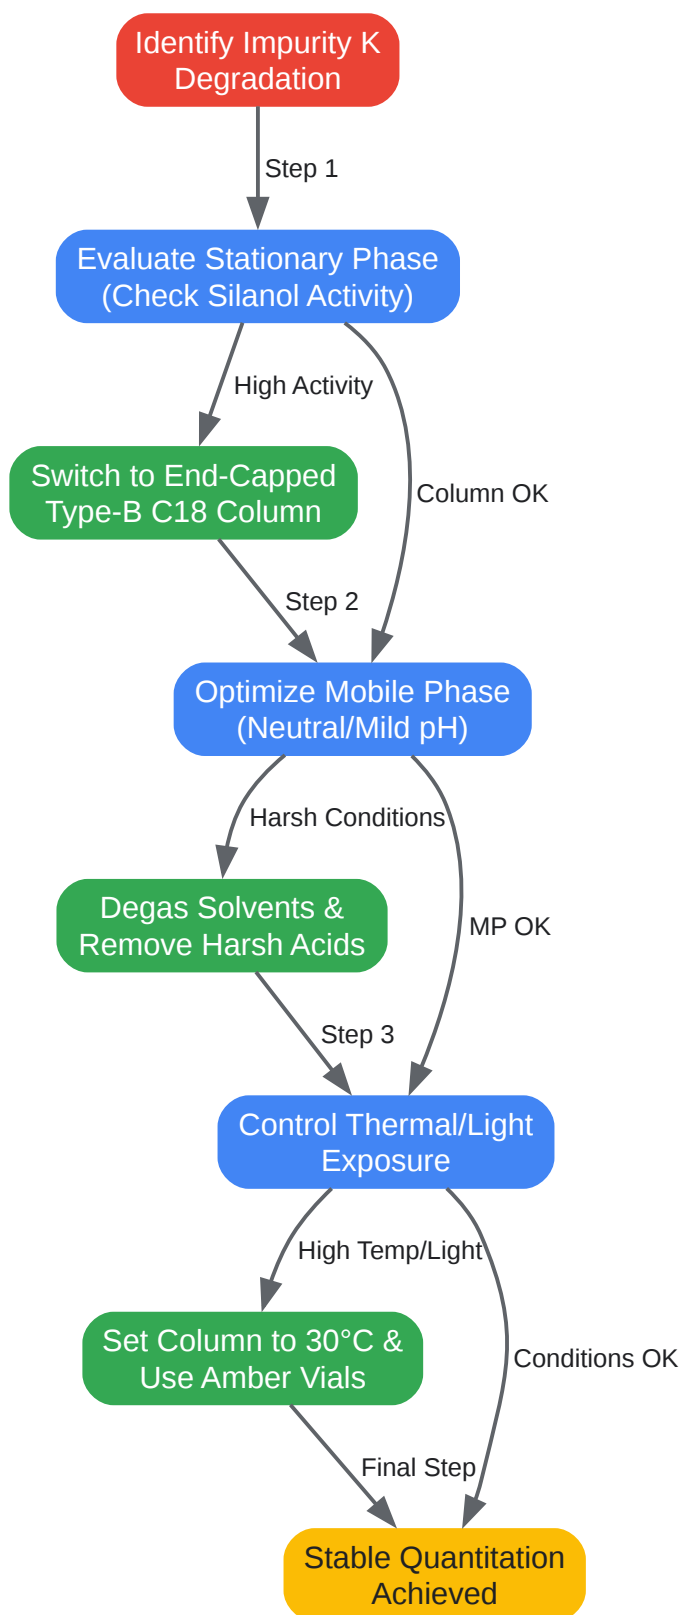 Identify Impurity K
Degradation
Step 1
Evaluate Stationary Phase
(Check Silanol Activity)
High Activity
Switch to End-Capped
Type-B C18 Column
Column OK
Step 2
Optimize Mobile Phase
(Neutral/Mild pH)
Harsh Conditions
Degas Solvents &
Remove Harsh Acids
MP OK
Step 3
Control Thermal/Light
Exposure
High Temp/Light
Set Column to 30°C &
Use Amber Vials
Conditions OK
Final Step
Stable Quantitation
Achieved